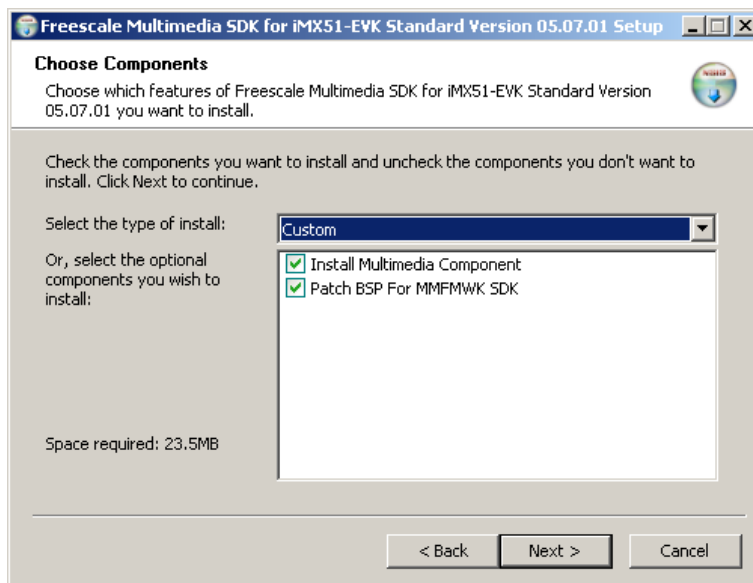 Freescale Multimedia SDK for iMX51-EVK Standard Version 05.07.01 Setup
Choose Components
Choose which features of Freescale Multimedia SDK for iMX51-EVK Standard Version
05.07.01 you want to install.
Check the components you want to install and uncheck the components you don't want to
install. Click Next to continue.
Select the type of install:
Custom
Or, select the optional
components you wish to
install:
Install Multimedia Component
Patch BSP For MMFMWK SDK
Space required: 23.5MB
< Back
Next >
Cancel